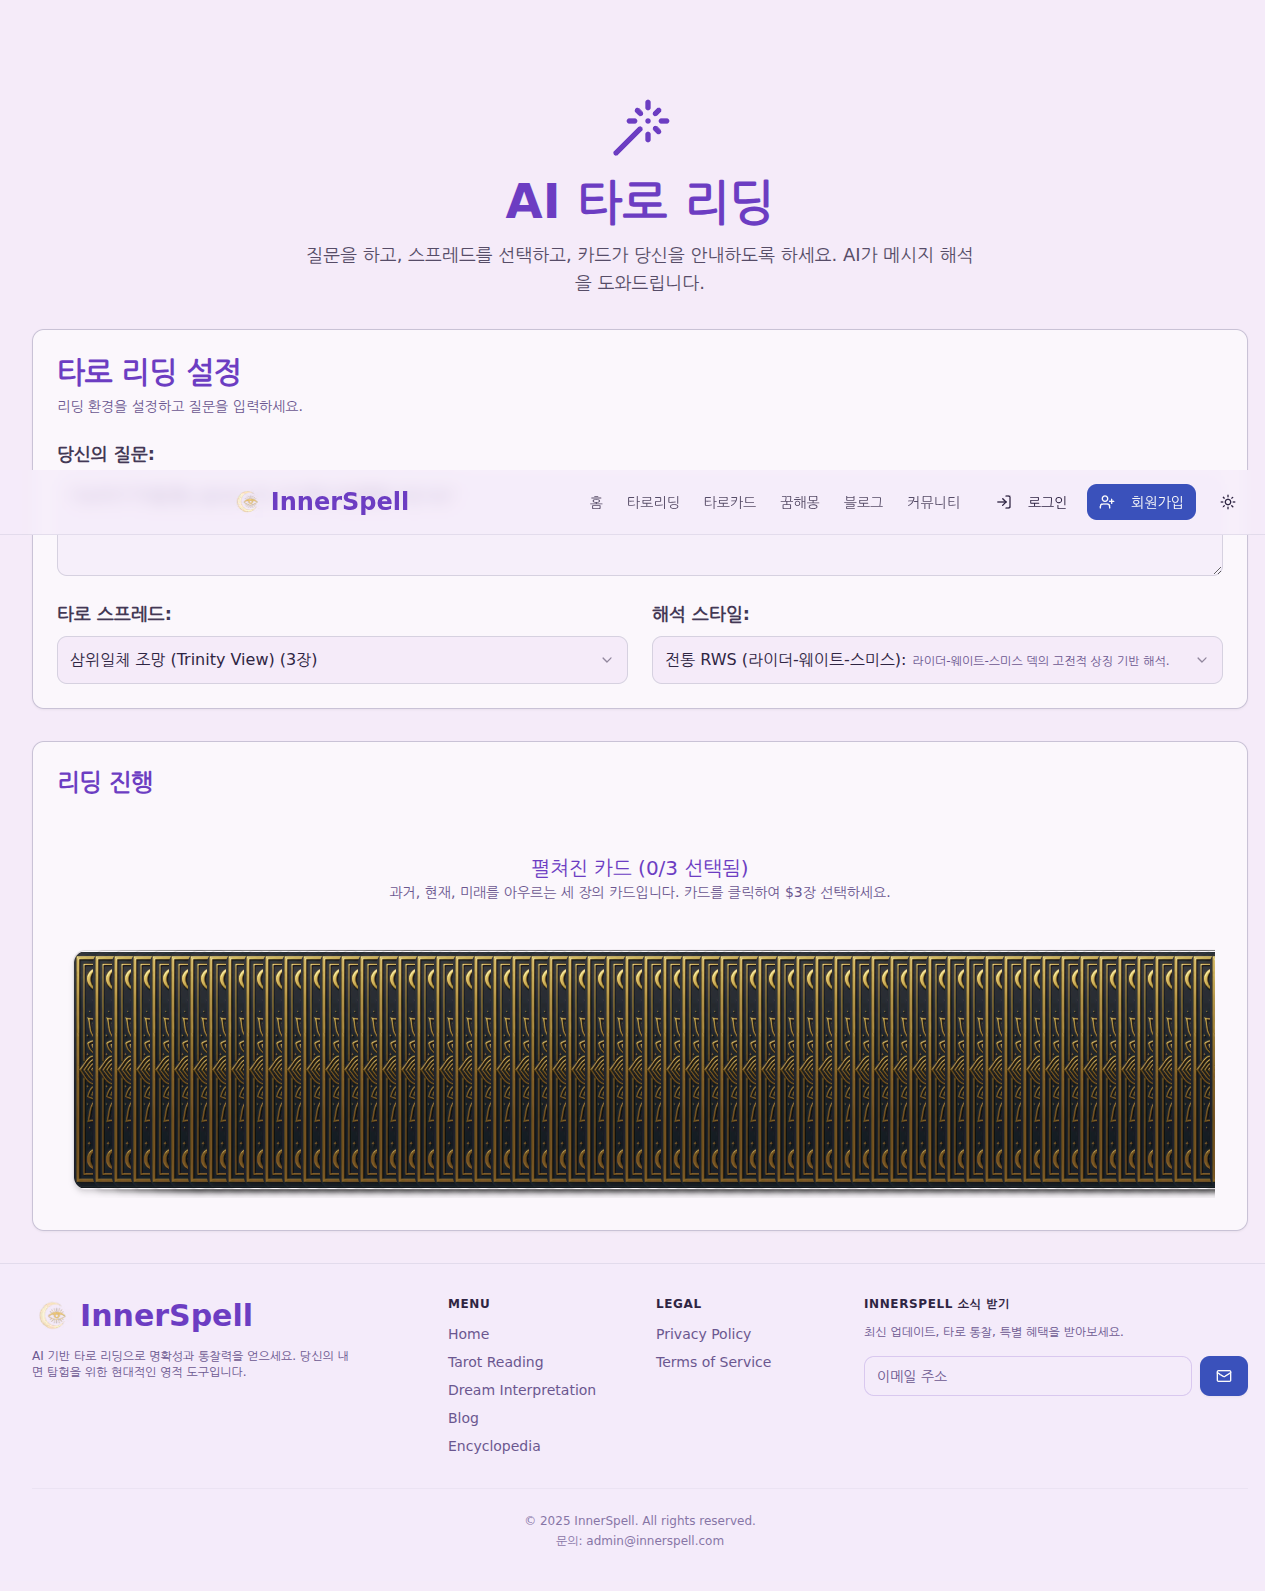 AI 타로 리딩
질문을 하고, 스프레드를 선택하고, 카드가 당신을 안내하도록 하세요. AI가 메시지 해석
을 도와드립니다.
타로 리딩 설정
리딩 환경을 설정하고 질문을 입력하세요.
당신의 질문:
InnerSpell
홈
타로리딩
타로카드
꿈해몽
블로그
커뮤니티
로그인
회원가입
타로 스프레드:
삼위일체 조망 (Trinity View) (3장)
해석 스타일:
전통 RWS (라이더-웨이트-스미스): 라이더-웨이트-스미스 덱의 고전적 상징 기반 해석.
리딩 진행
펼쳐진 카드 (0/3 선택됨)
과거, 현재, 미래를 아우르는 세 장의 카드입니다. 카드를 클릭하여 $3장 선택하세요.
InnerSpell
AI 기반 타로 리딩으로 명확성과 통찰력을 얻으세요. 당신의 내
면 탐험을 위한 현대적인 영적 도구입니다.
MENU
Home
Tarot Reading
Dream Interpretation
Blog
Encyclopedia
LEGAL
Privacy Policy
Terms of Service
INNERSPELL 소식 받기
최신 업데이트, 타로 통찰, 특별 혜택을 받아보세요.
이메일 주소
© 2025 InnerSpell. All rights reserved.
문의: admin@innerspell.com